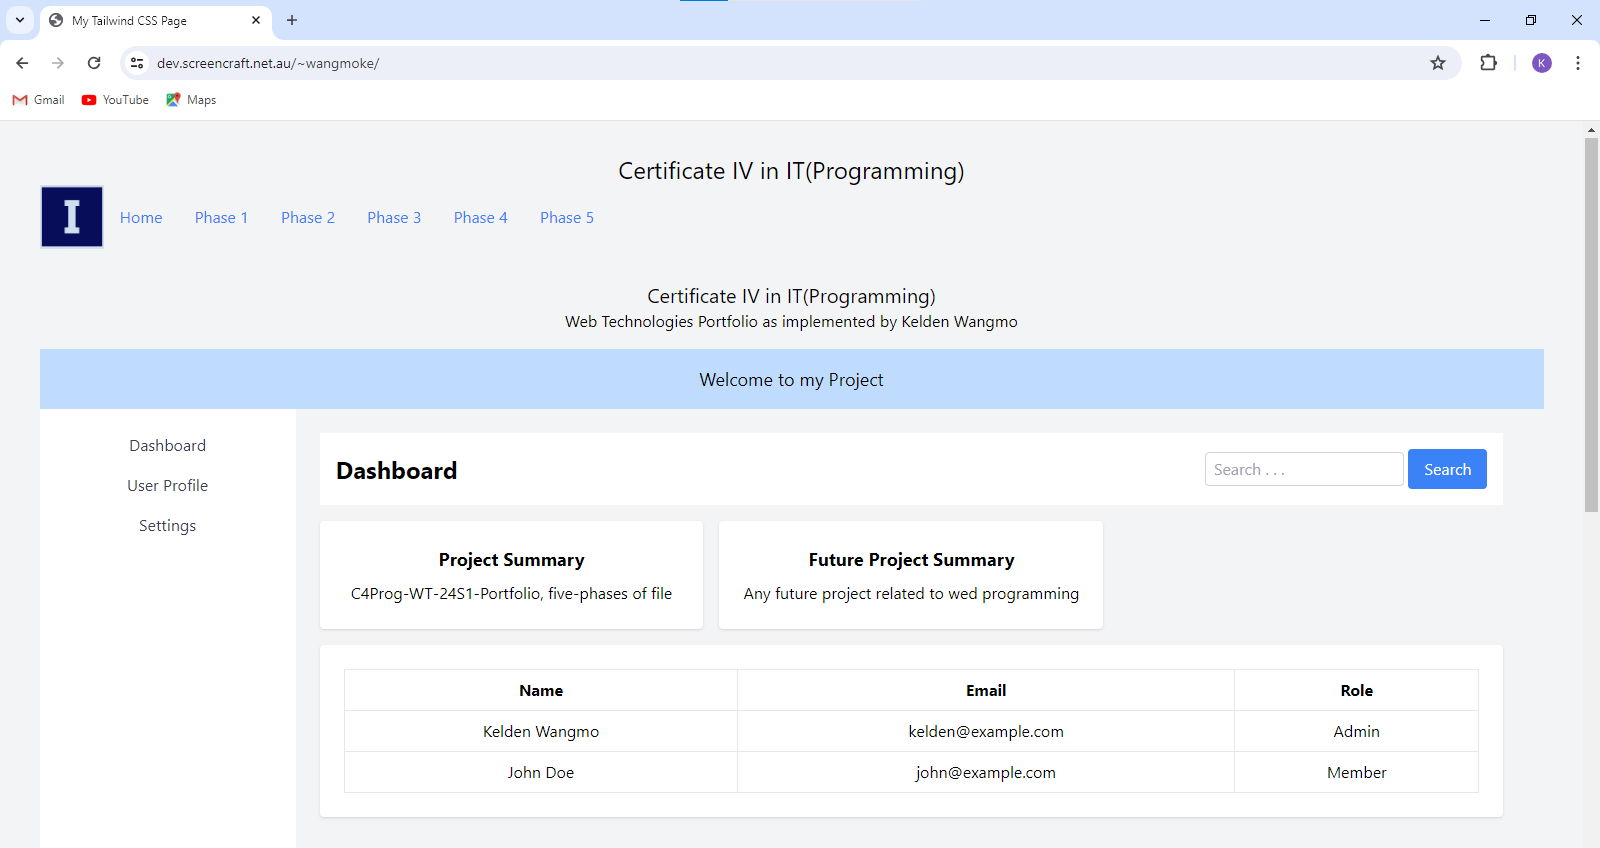 My Tailwind CSS Page
dev.screencraft.net.au/~wangmoke/
K
Gmail YouTube Maps
Certificate IV in IT(Programming)
I
Home Phase 1 Phase 2 Phase 3 Phase 4 Phase 5
Certificate IV in IT(Programming)
Web Technologies Portfolio as implemented by Kelden Wangmo
Welcome to my Project
Dashboard
User Profile
Settings
Dashboard
Search . . . Search
Project Summary
C4Prog-WT-24S1-Portfolio, five-phases of file
Future Project Summary
Any future project related to wed programming
Name Email Role
Kelden Wangmo kelden@example.com Admin
John Doe john@example.com Member